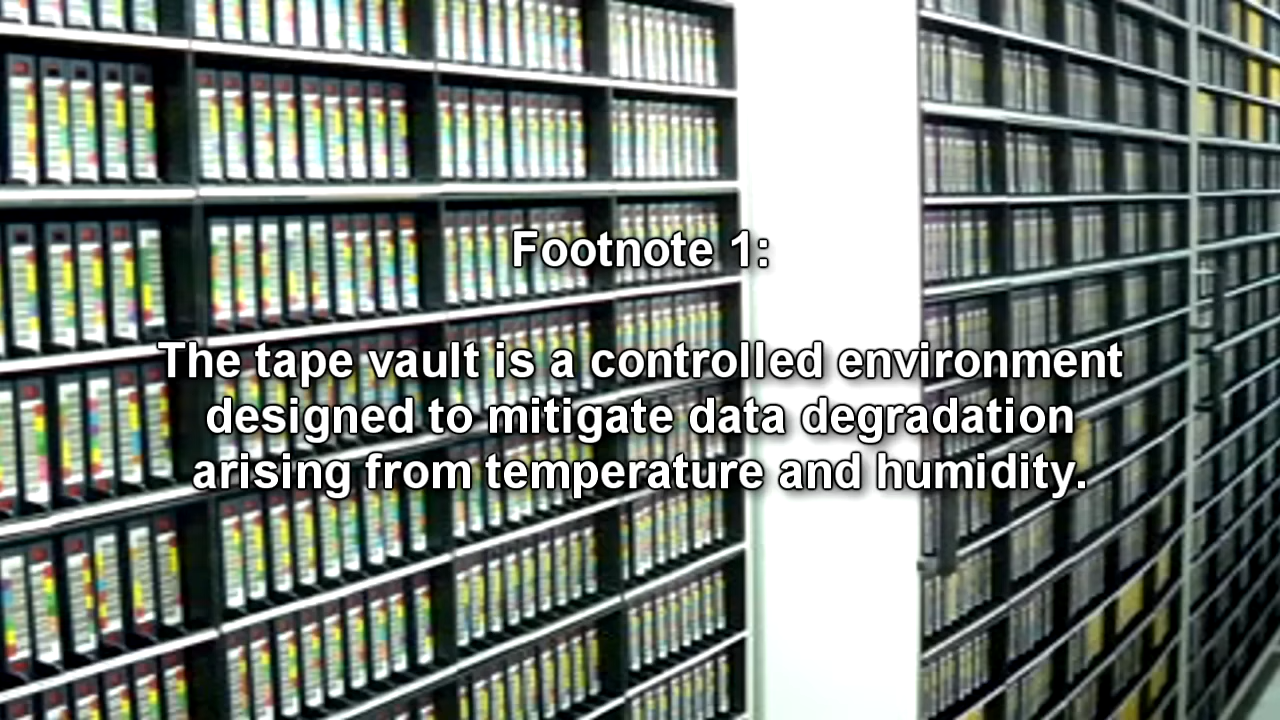 Footnote 1:
The tape vault is a controlled environment
designed to mitigate data degradation
arising from temperature and humidity.